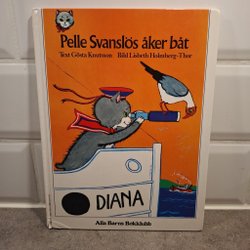 Pelle Svanslös åker båt
Text Gösta Knutsson Bild Lisbeth Holmberg-Thor
DIANA
Alla Barns Bokklubb